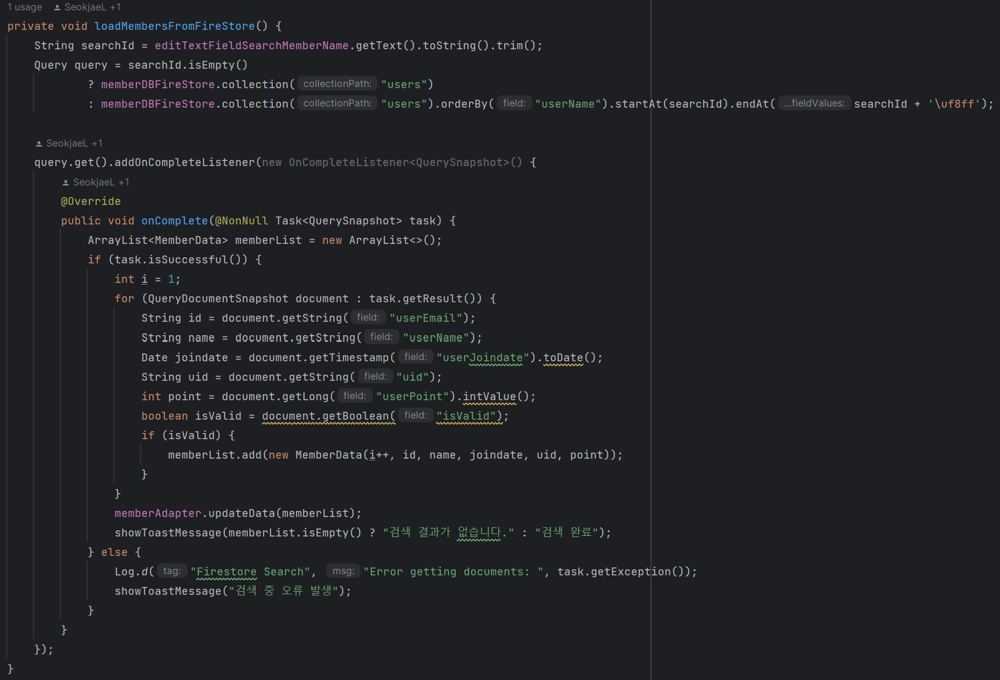 1 usage SeokjaeL +1
private void loadMembersFromFireStore() {
String searchId = editTextFieldSearchMemberName.getText().toString().trim();
Query query = searchId.isEmpty()
? memberDBFireStore.collection( collectionPath: "users")
: memberDBFireStore.collection( collectionPath: "users").orderBy( field: "userName").startAt(searchId).endAt( ...fieldValues: searchId + '\uf8ff');
SeokjaeL +1
query.get().addOnCompleteListener(new OnCompleteListener<QuerySnapshot>() {
SeokjaeL +1
@Override
public void onComplete(@NonNull Task<QuerySnapshot> task) {
ArrayList<MemberData> memberList = new ArrayList<>();
if (task.isSuccessful()) {
int i = 1;
for (QueryDocumentSnapshot document : task.getResult()) {
String id = document.getString( field: "userEmail");
String name = document.getString( field: "userName");
Date joindate = document.getTimestamp( field: "userJoindate").toDate();
String uid = document.getString( field: "uid");
int point = document.getLong( field: "userPoint").intValue();
boolean isValid = document.getBoolean( field: "isValid");
if (isValid) {
memberList.add(new MemberData(i++, id, name, joindate, uid, point));
}
}
memberAdapter.updateData(memberList);
showToastMessage(memberList.isEmpty() ? "검색 결과가 없습니다." : "검색 완료");
} else {
Log.d( tag: "Firestore Search", msg: "Error getting documents: ", task.getException());
showToastMessage("검색 중 오류 발생");
}
}
});
}